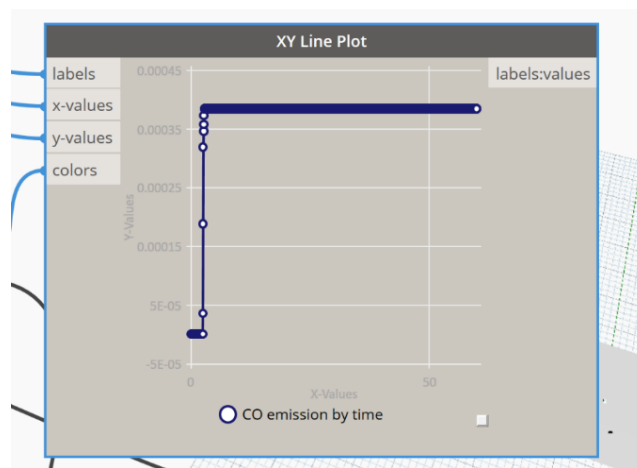 XY Line Plot
labels
x-values
y-values
colors
labels:values
0.00045
0.00035
0.00025
0.00015
5E-05
-5E-05
Y-Values
0
50
X-Values
CO emission by time